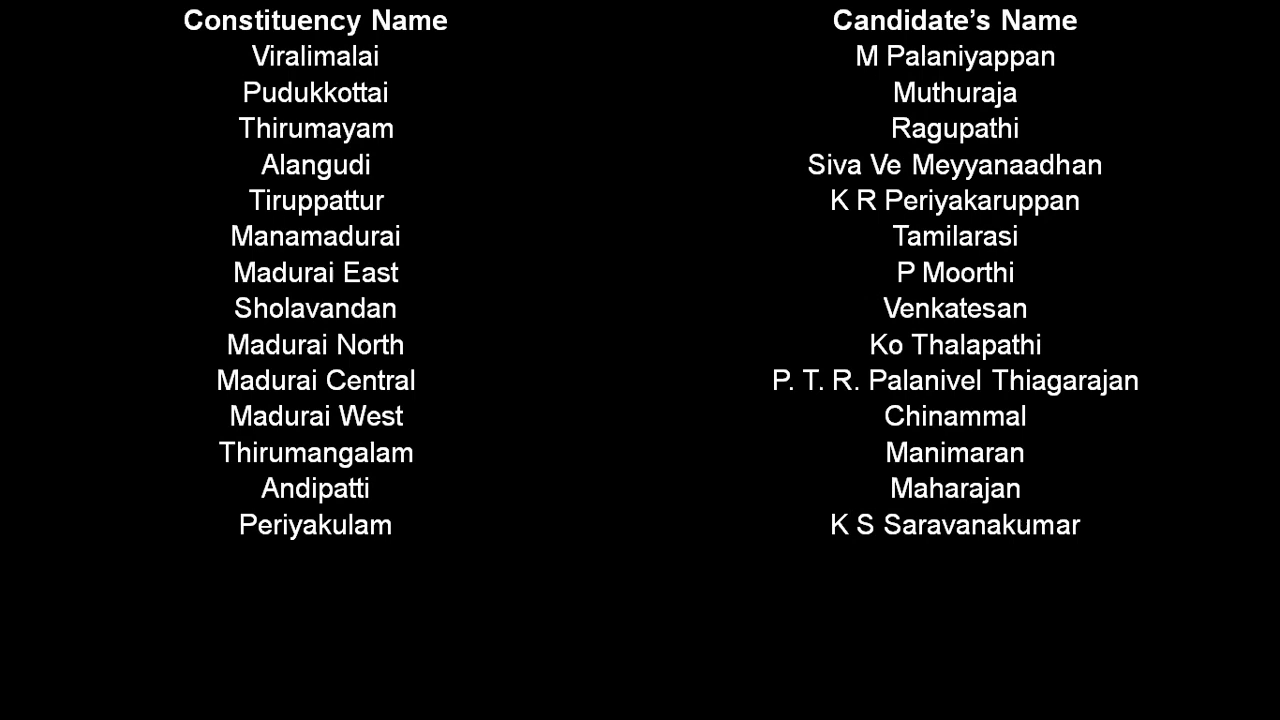 Constituency Name Candidate’s Name
Viralimalai M Palaniyappan
Pudukkottai Muthuraja
Thirumayam Ragupathi
Alangudi Siva Ve Meyyanaadhan
Tiruppattur K R Periyakaruppan
Manamadurai Tamilarasi
Madurai East P Moorthi
Sholavandan Venkatesan
Madurai North Ko Thalapathi
Madurai Central P. T. R. Palanivel Thiagarajan
Madurai West Chinammal
Thirumangalam Manimaran
Andipatti Maharajan
Periyakulam K S Saravanakumar